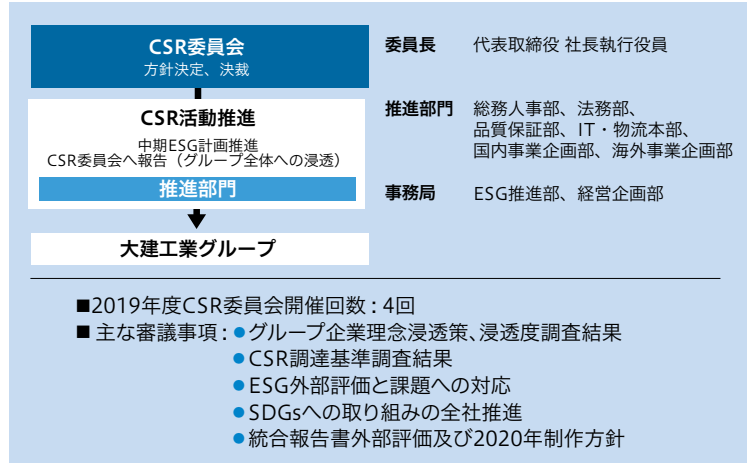 CSR委員会
方針決定、決裁
CSR活動推進
中期ESG計画推進
CSR委員会へ報告（グループ全体への浸透）
推進部門
大建工業グループ
委員長 代表取締役 社長執行役員
推進部門 総務人事部、法務部、
品質保証部、IT・物流本部、
国内事業企画部、海外事業企画部
事務局 ESG推進部、経営企画部
■2019年度CSR委員会開催回数：4回
■ 主な審議事項：●グループ企業理念浸透策、浸透度調査結果
●CSR調達基準調査結果
●ESG外部評価と課題への対応
●SDGsへの取り組みの全社推進
●統合報告書外部評価及び2020年制作方針